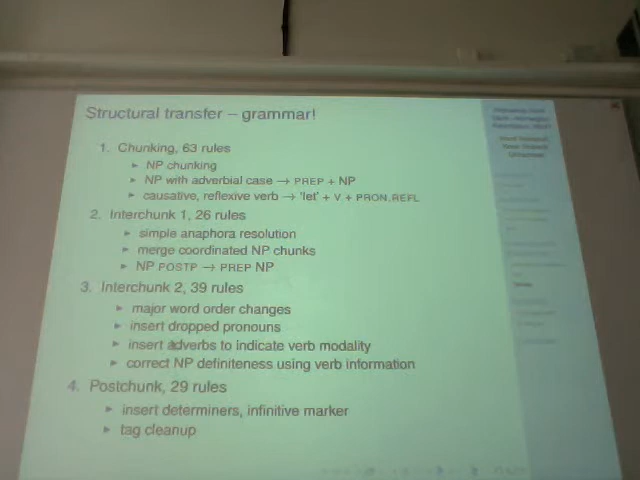 Structural transfer – grammar!
1. Chunking, 63 rules
► NP chunking
► NP with adverbial case → PREP + NP
► causative, reflexive verb → 'let' + V + PRON.REFL
2. Interchunk 1, 26 rules
► simple anaphora resolution
► merge coordinated NP chunks
► NP POSTP → PREP NP
3. Interchunk 2, 39 rules
► major word order changes
► insert dropped pronouns
► insert adverbs to indicate verb modality
► correct NP definiteness using verb information
4. Postchunk, 29 rules
► insert determiners, infinitive marker
► tag cleanup